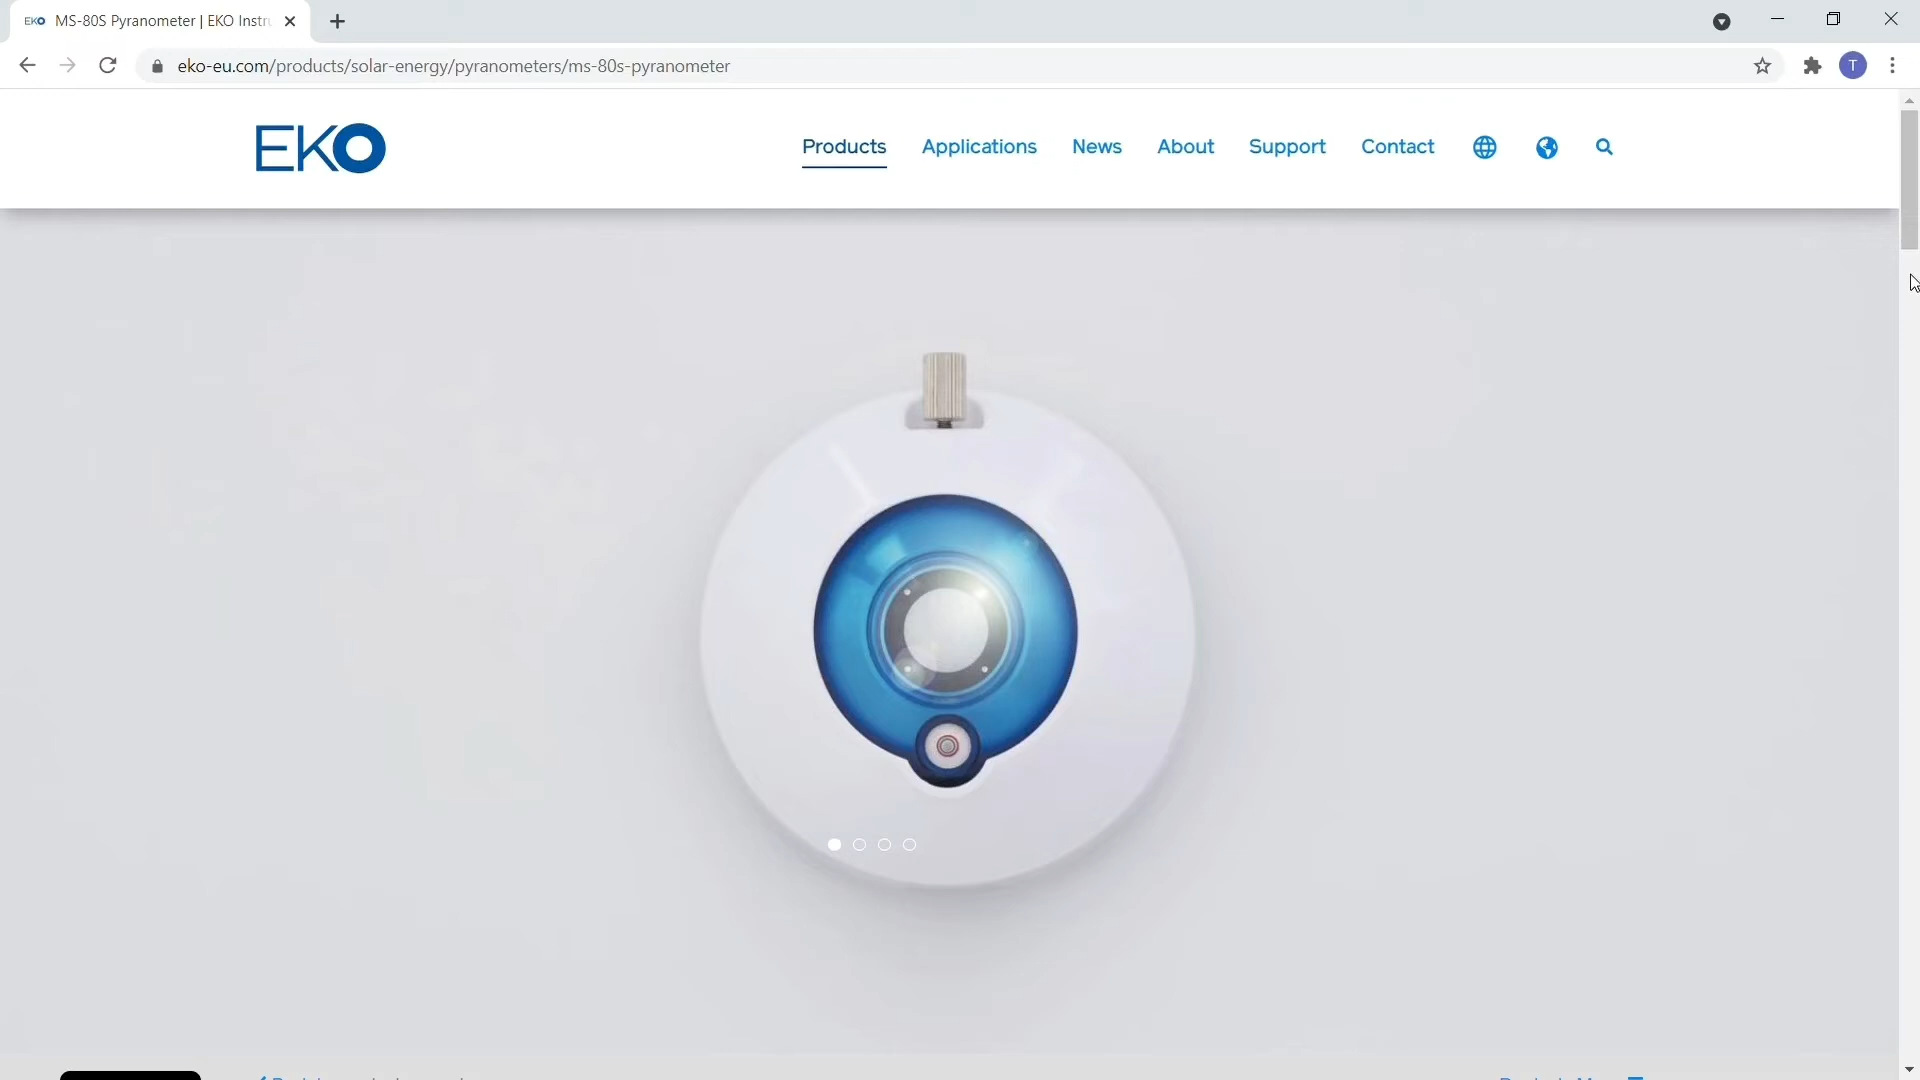 EKO MS-80S Pyranometer | EKO Instru
eko-eu.com/products/solar-energy/pyranometers/ms-80s-pyranometer
T
EKO
Products
Applications
News
About
Support
Contact